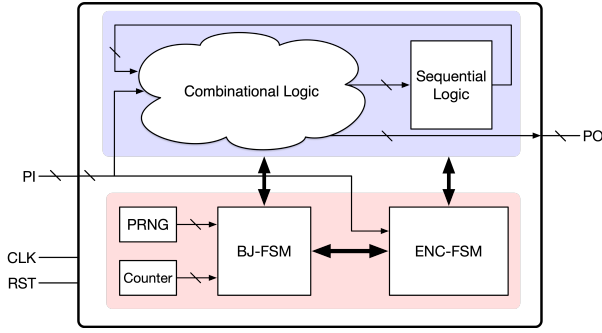 Combinational Logic
Sequential
Logic
PO
PI
PRNG
BJ-FSM
ENC-FSM
Counter
CLK
RST